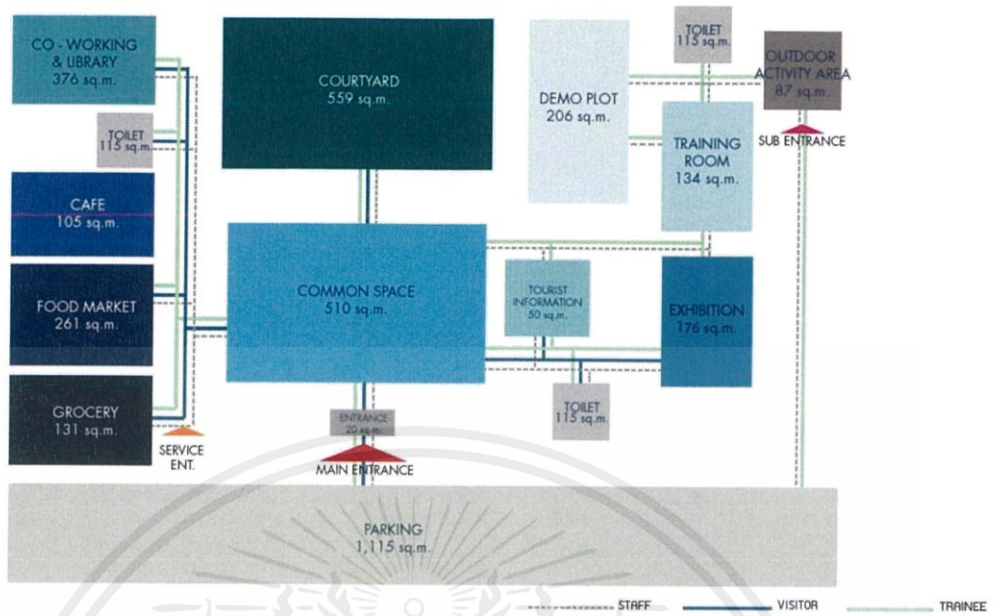 CO - WORKING
& LIBRARY
376 sq.m.
TOILET
115 sq.m.
CAFE
105 sq.m.
FOOD MARKET
261 sq.m.
GROCERY
131 sq.m.
SERVICE
ENT.
COURTYARD
559 sq.m.
COMMON SPACE
510 sq.m.
ENTRANCE
20 sq.m.
MAIN ENTRANCE
DEMO PLOT
206 sq.m.
TOILET
115 sq.m.
TRAINING
ROOM
134 sq.m.
OUTDOOR
ACTIVITY AREA
87 sq.m.
SUB ENTRANCE
TOURIST
INFORMATION
50 sq.m.
EXHIBITION
176 sq.m.
TOILET
115 sq.m.
PARKING
1,115 sq.m.
STAFF
VISITOR
TRAINEE